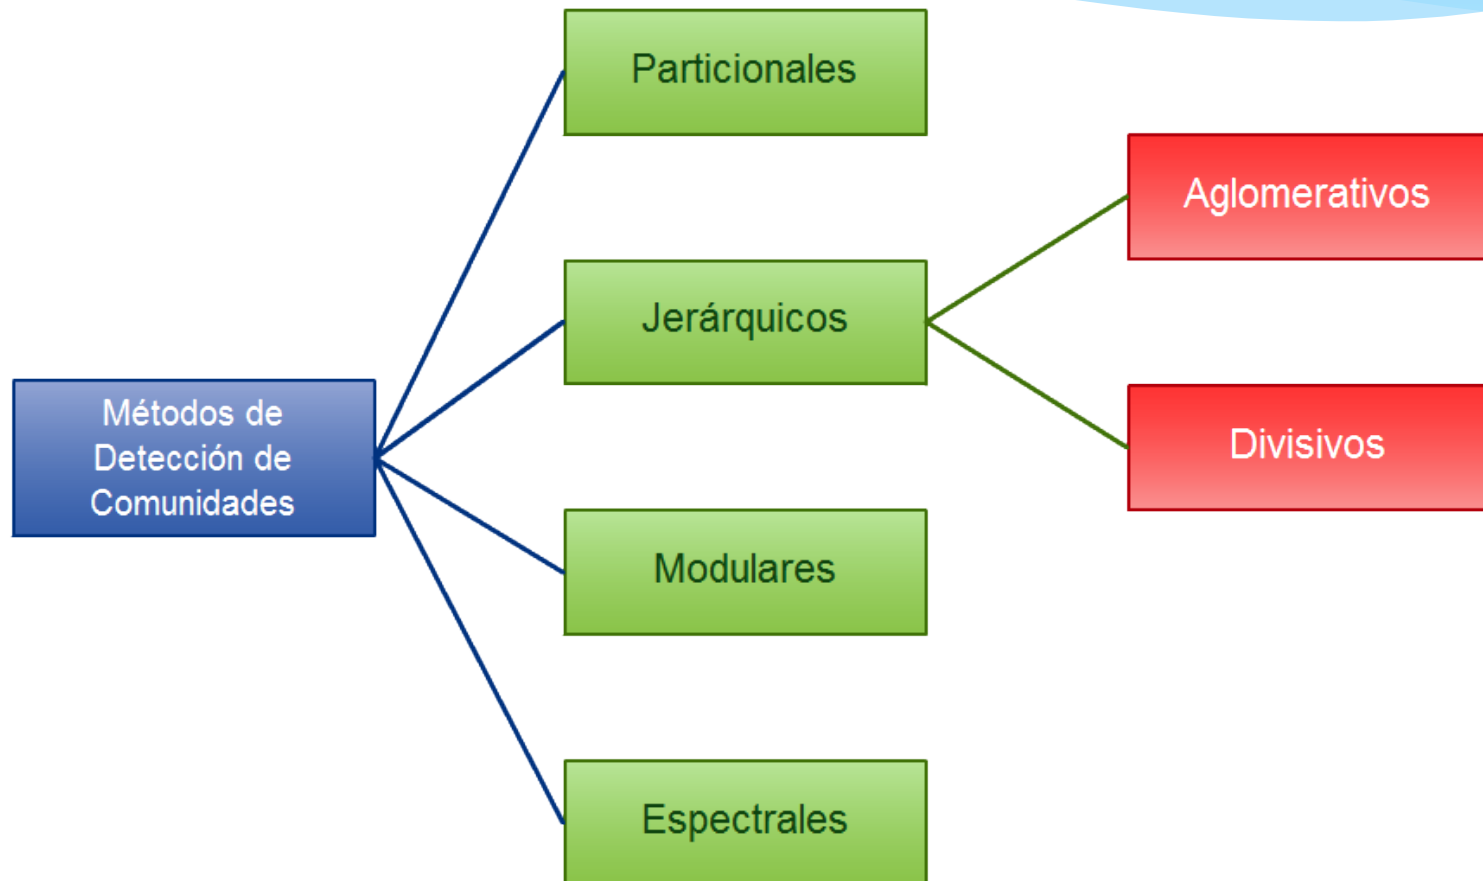 Particionales
Aglomerativos
Jerárquicos
Métodos de
Detección de
Comunidades
Divisivos
Modulares
Espectrales